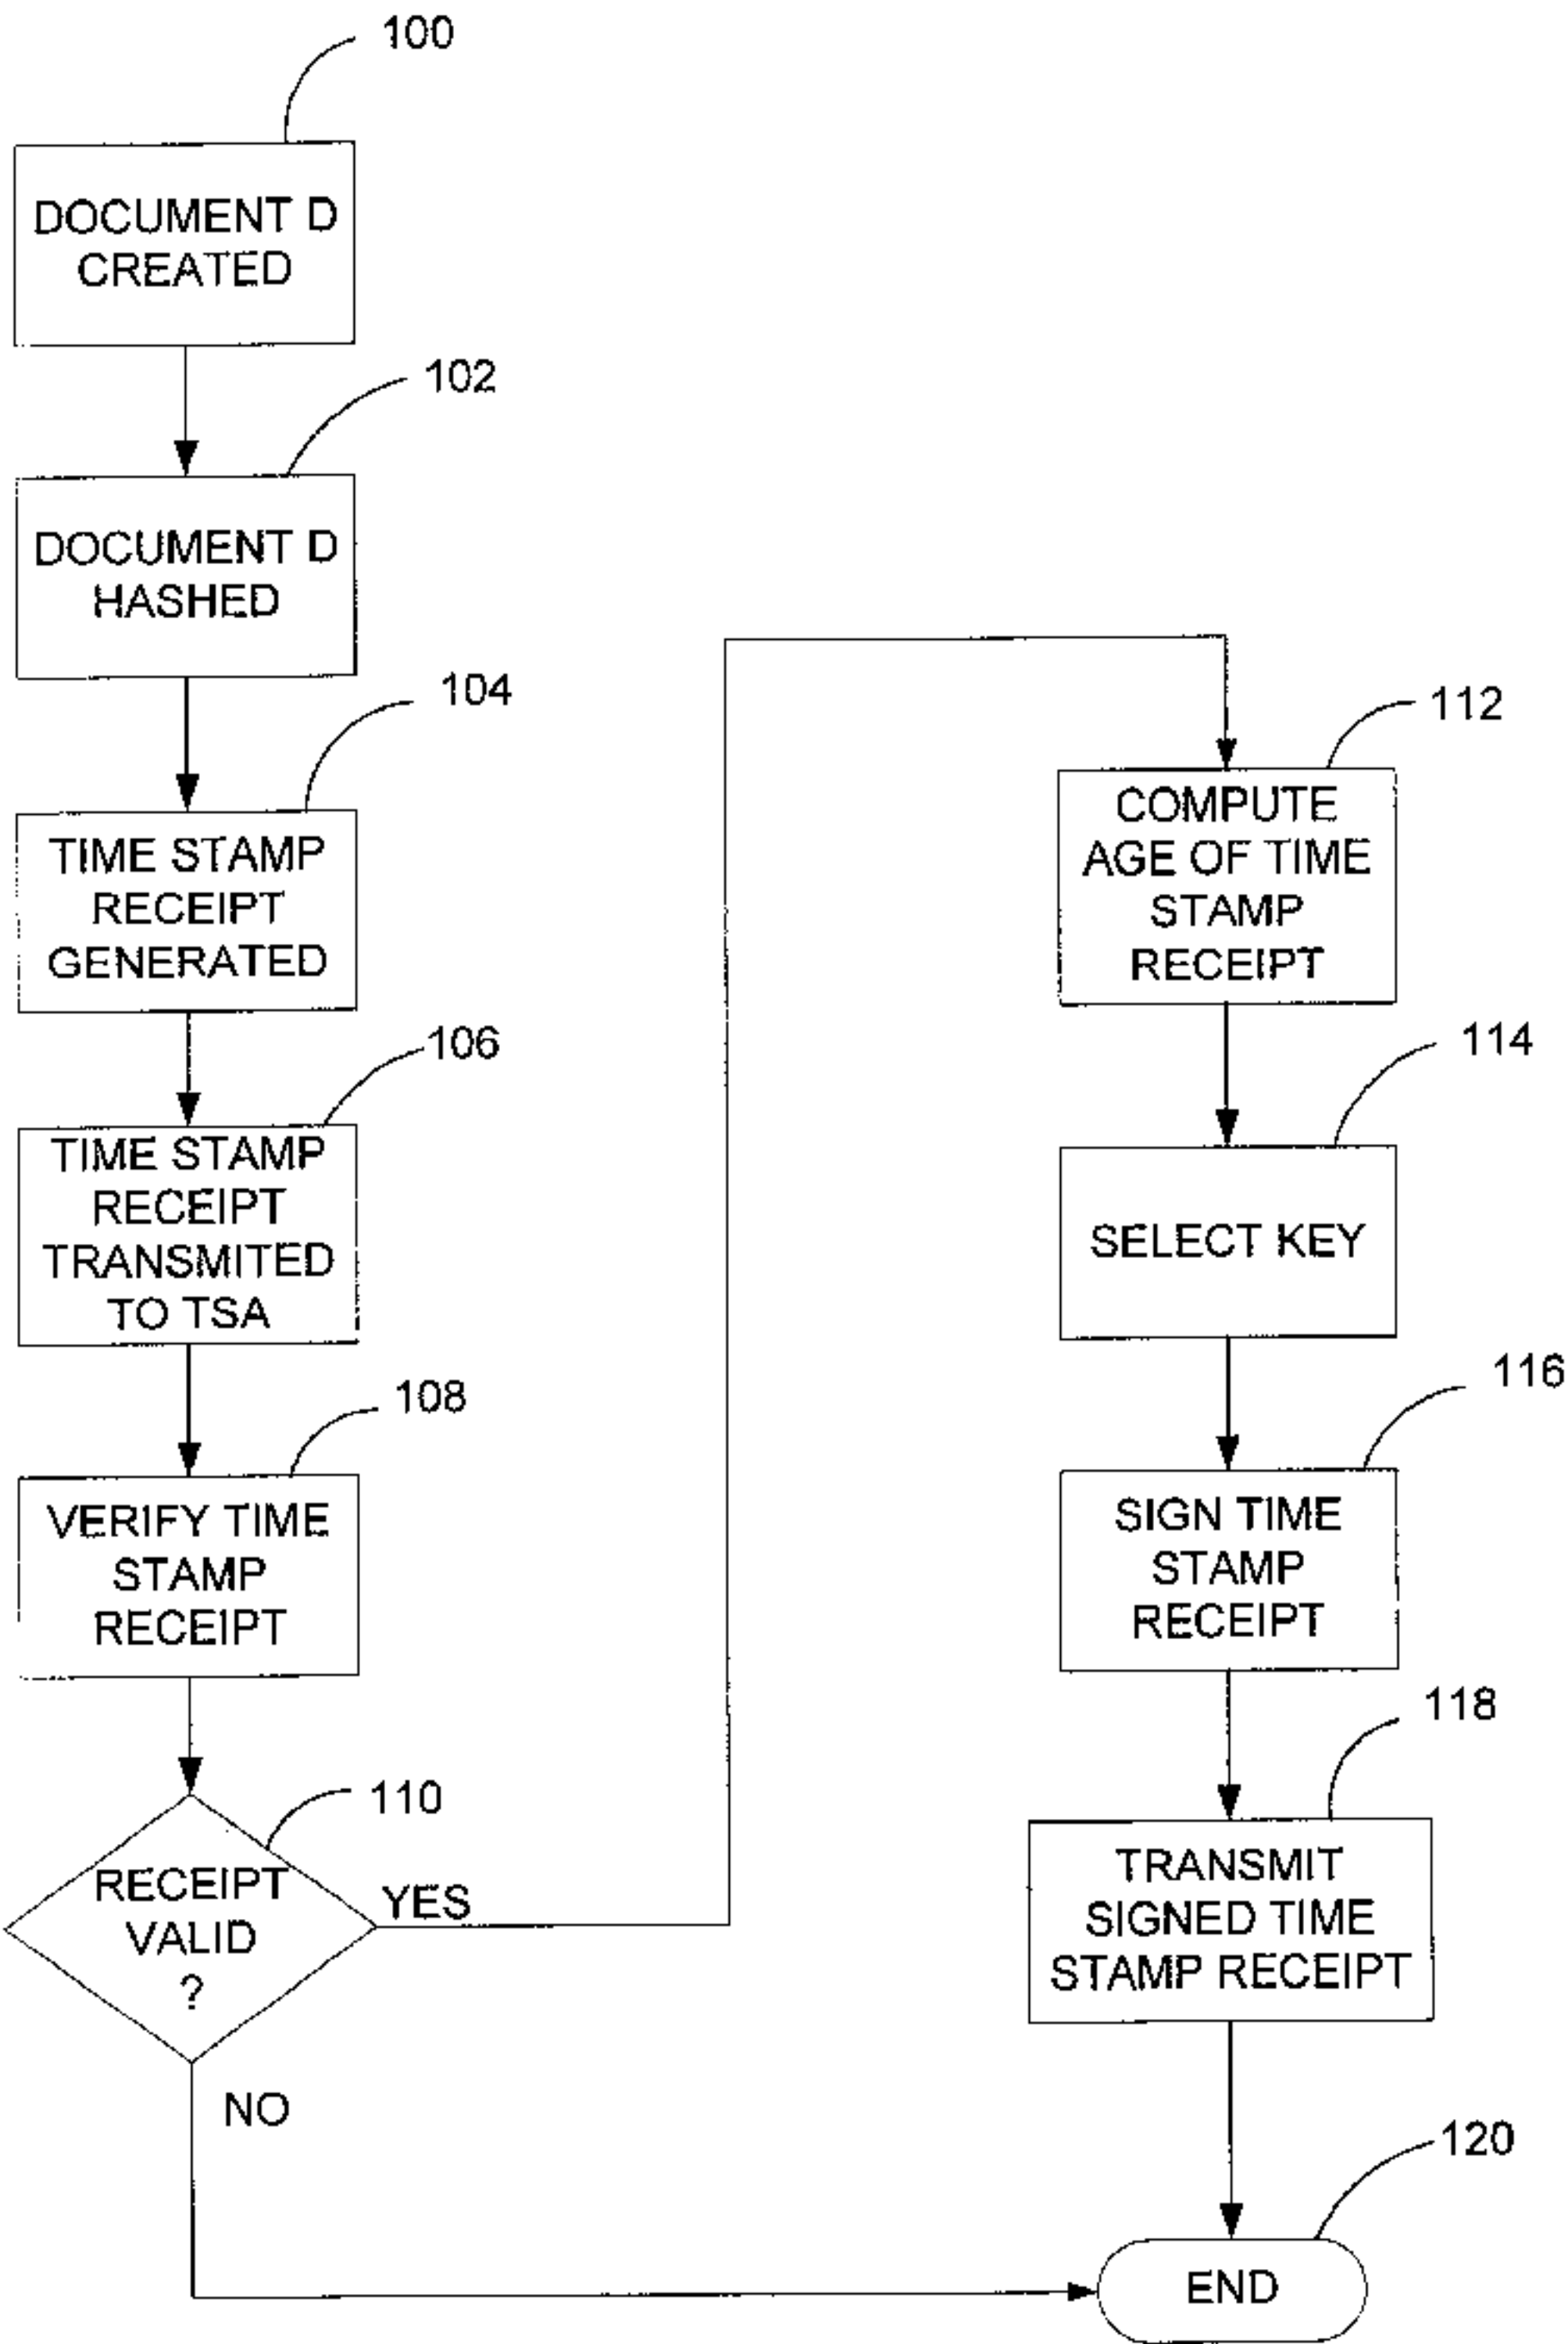 100
DOCUMENT D
CREATED
102
DOCUMENT D
HASHED
104
TIME STAMP
RECEIPT
GENERATED
106
TIME STAMP
RECEIPT
TRANSMITED
TO TSA
108
VERIFY TIME
STAMP
RECEIPT
110
RECEIPT
VALID
?
YES
NO
112
COMPUTE
AGE OF TIME
STAMP
RECEIPT
114
SELECT KEY
116
SIGN TIME
STAMP
RECEIPT
118
TRANSMIT
SIGNED TIME
STAMP RECEIPT
120
END